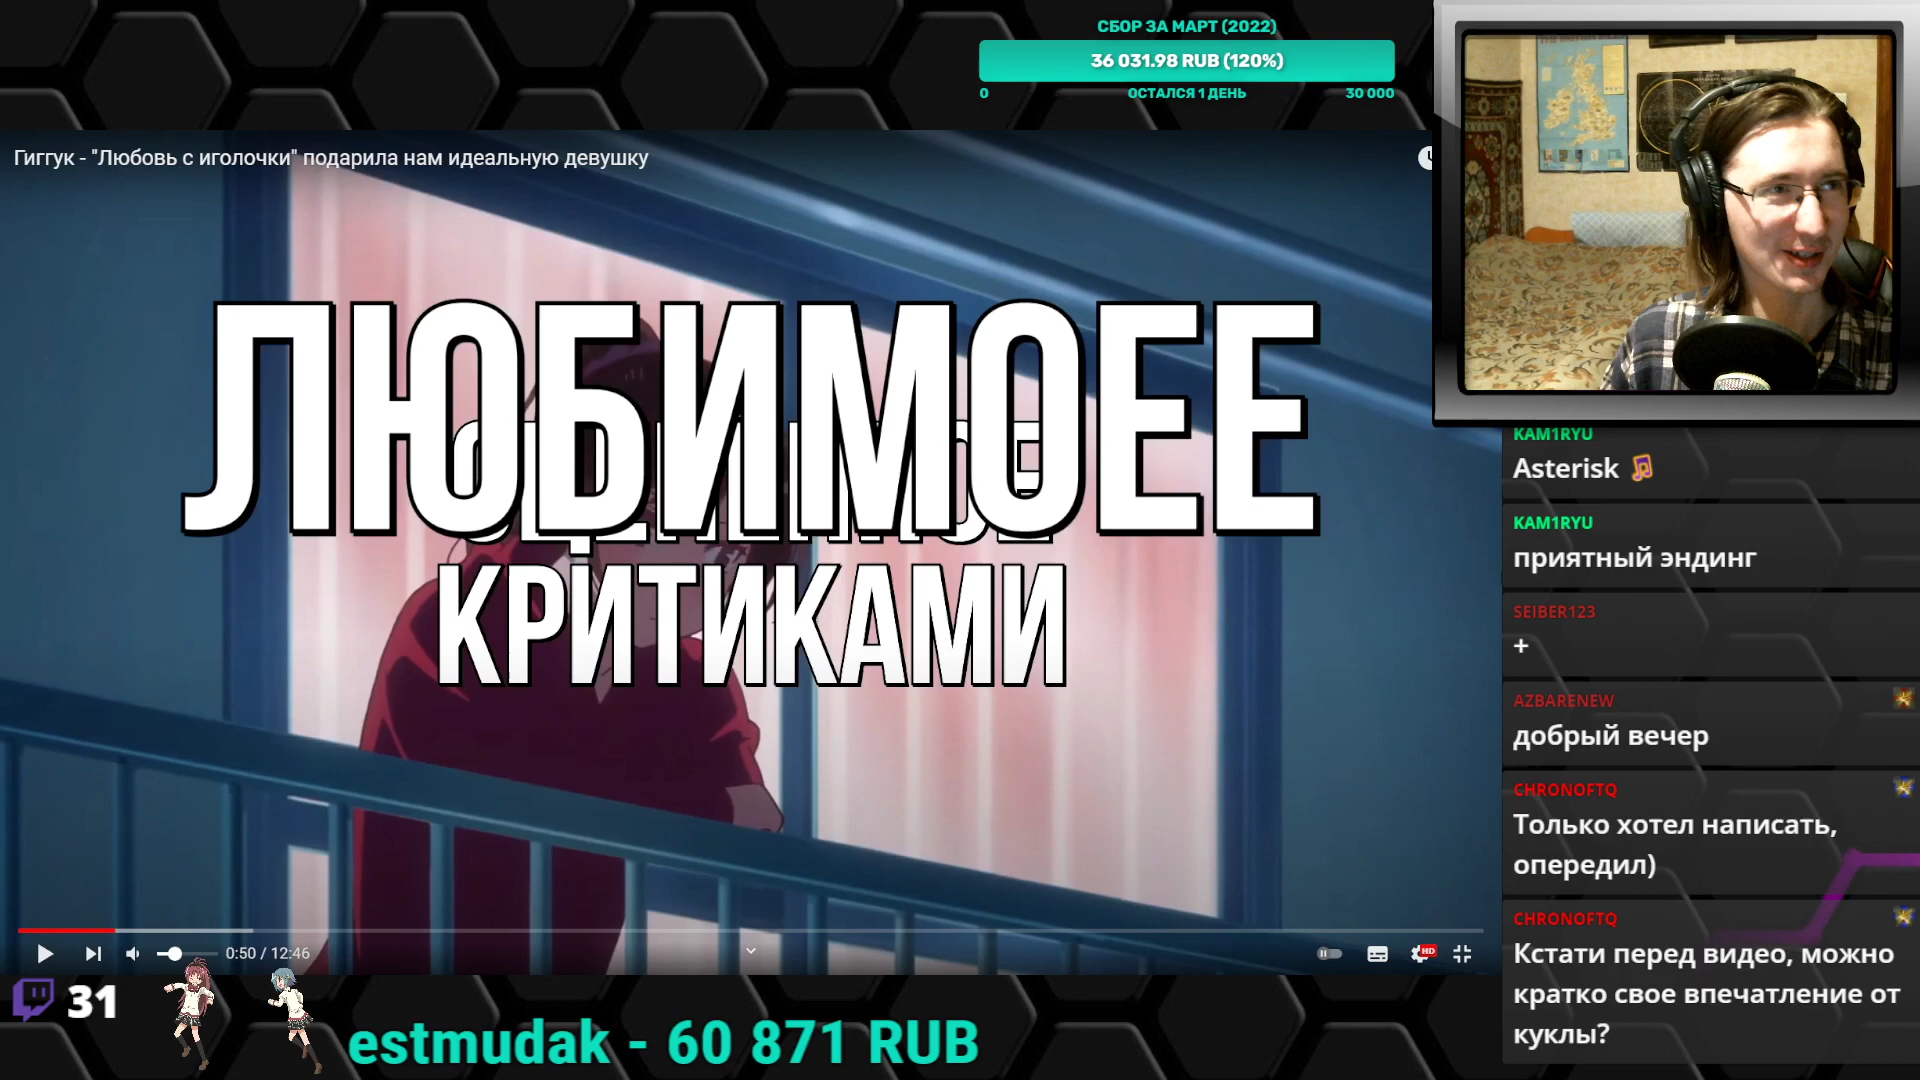 СБОР ЗА МАРТ (2022)
36 031.98 RUB (120%)
0 ОСТАЛСЯ 1 ДЕНЬ 30 000
Гиггук - "Любовь с иголочки" подарила нам идеальную девушку
ЛЮБИМОЕЕ
КРИТИКАМИ
0:50 / 12:46
HD
31
estmudak - 60 871 RUB
KAM1RYU
Asterisk
KAM1RYU
приятный эндинг
SEIBER123
+
AZBARENEW
добрый вечер
CHRONOFTQ
Только хотел написать,
опередил)
CHRONOFTQ
Кстати перед видео, можно
кратко свое впечатление от
куклы?